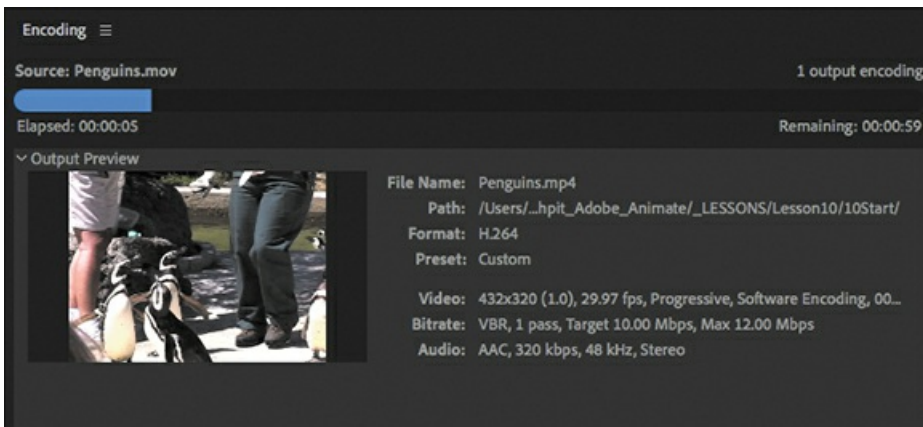 Encoding
Source: Penguins.mov
1 output encoding
Elapsed: 00:00:05
Remaining: 00:00:59
Output Preview
File Name: Penguins.mp4
Path: /Users/...hpit_Adobe_Animate/_LESSONS/Lesson10/10Start/
Format: H.264
Preset: Custom
Video: 432x320 (1.0), 29.97 fps, Progressive, Software Encoding, 00...
Bitrate: VBR, 1 pass, Target 10.00 Mbps, Max 12.00 Mbps
Audio: AAC, 320 kbps, 48 kHz, Stereo